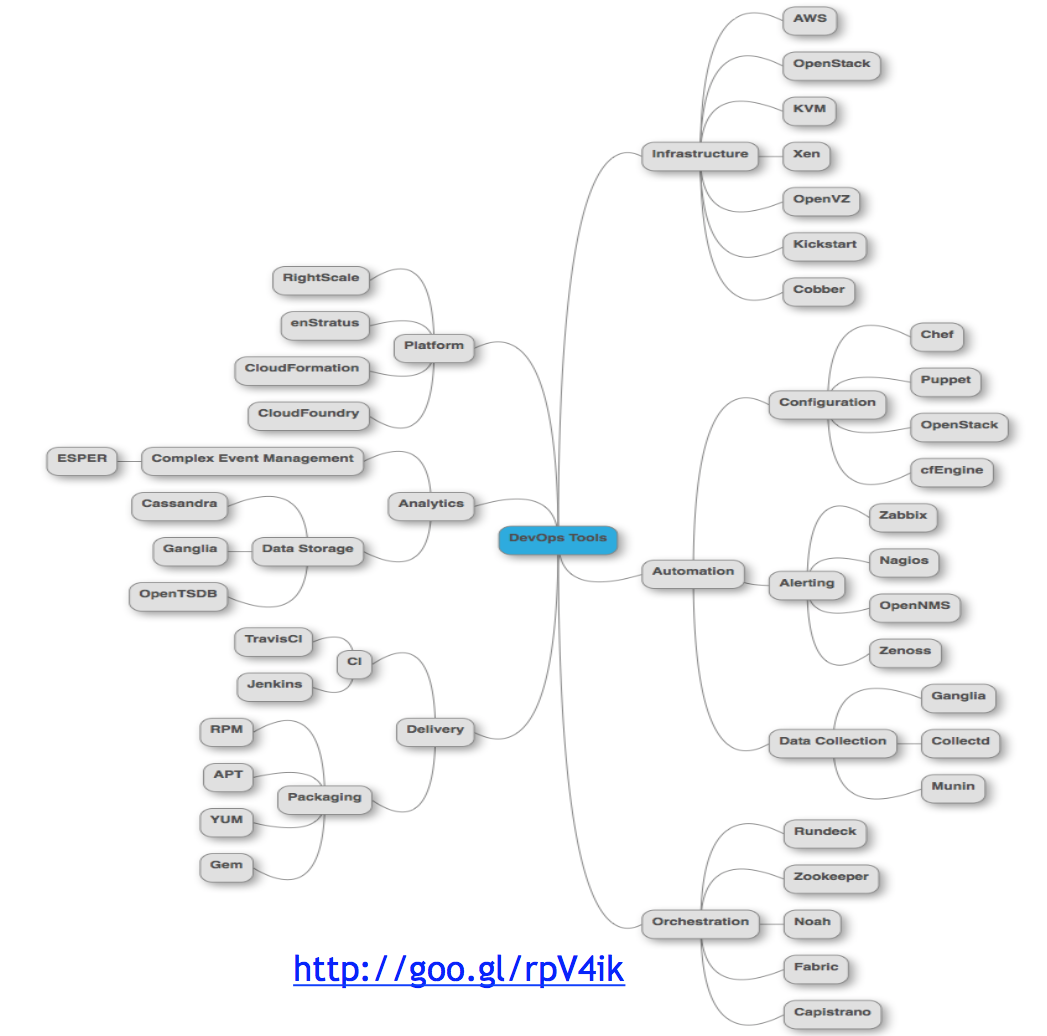 DevOps Tools
Infrastructure
AWS
OpenStack
KVM
Xen
OpenVZ
Kickstart
Cobber
Platform
RightScale
enStratus
CloudFormation
CloudFoundry
Analytics
Complex Event Management
ESPER
Data Storage
Cassandra
Ganglia
OpenTSDB
Automation
Configuration
Chef
Puppet
OpenStack
cfEngine
Alerting
Zabbix
Nagios
OpenNMS
Zenoss
Data Collection
Ganglia
Collectd
Munin
Delivery
CI
TravisCI
Jenkins
Packaging
RPM
APT
YUM
Gem
Orchestration
Rundeck
Zookeeper
Noah
Fabric
Capistrano
http://goo.gl/rpV4ik